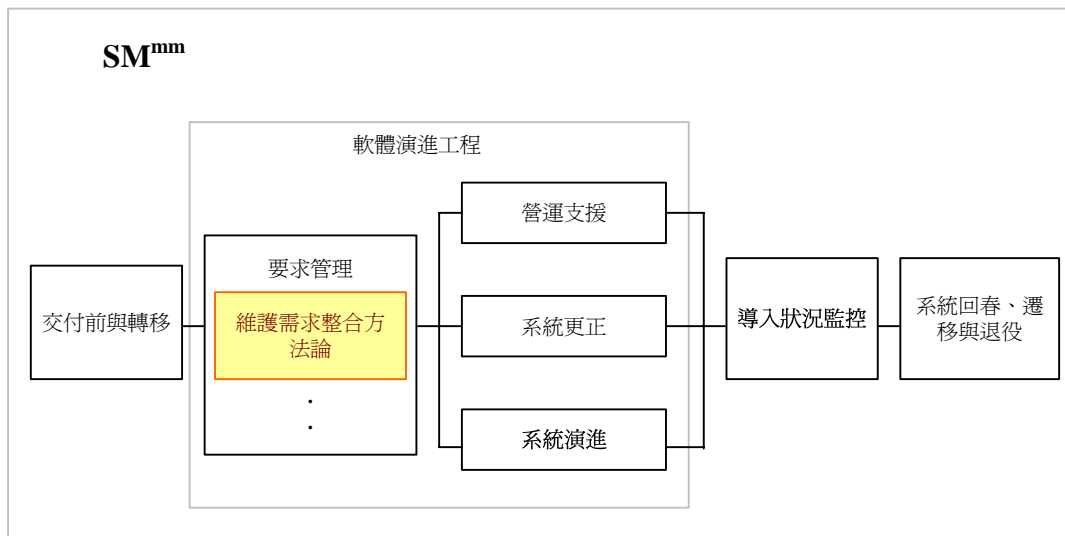 SMᵐᵐ
軟體演進工程
營運支援
要求管理
交付前與轉移
維護需求整合方
法論
系統更正
導入狀況監控
系統回春、遷
移與退役
系統演進